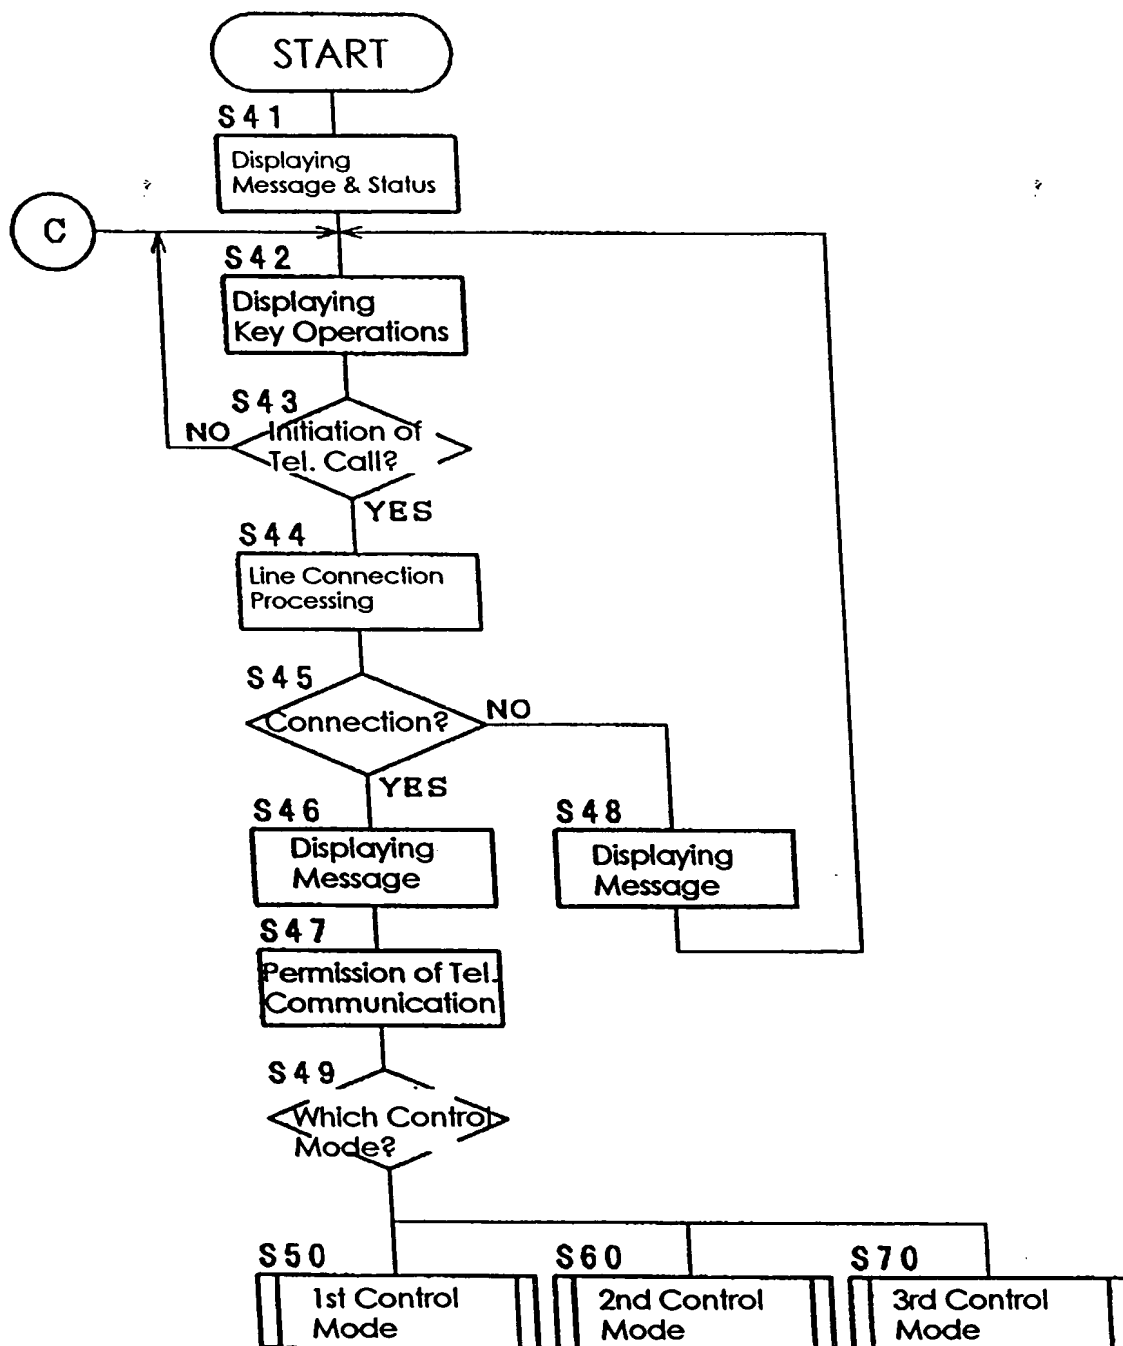 START
S41
Displaying
Message & Status
C
S42
Displaying
Key Operations
S43
NO
Initiation of
Tel. Call?
YES
S44
Line Connection
Processing
S45
Connection?
NO
YES
S46
Displaying
Message
S48
Displaying
Message
S47
Permission of Tel.
Communication
S49
Which Control
Mode?
S50
1st Control
Mode
S60
2nd Control
Mode
S70
3rd Control
Mode